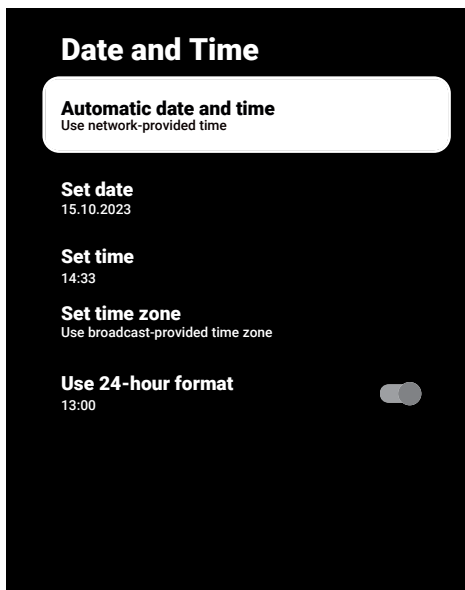 Date and Time
Automatic date and time
Use network-provided time
Set date
15.10.2023
Set time
14:33
Set time zone
Use broadcast-provided time zone
Use 24-hour format
13:00